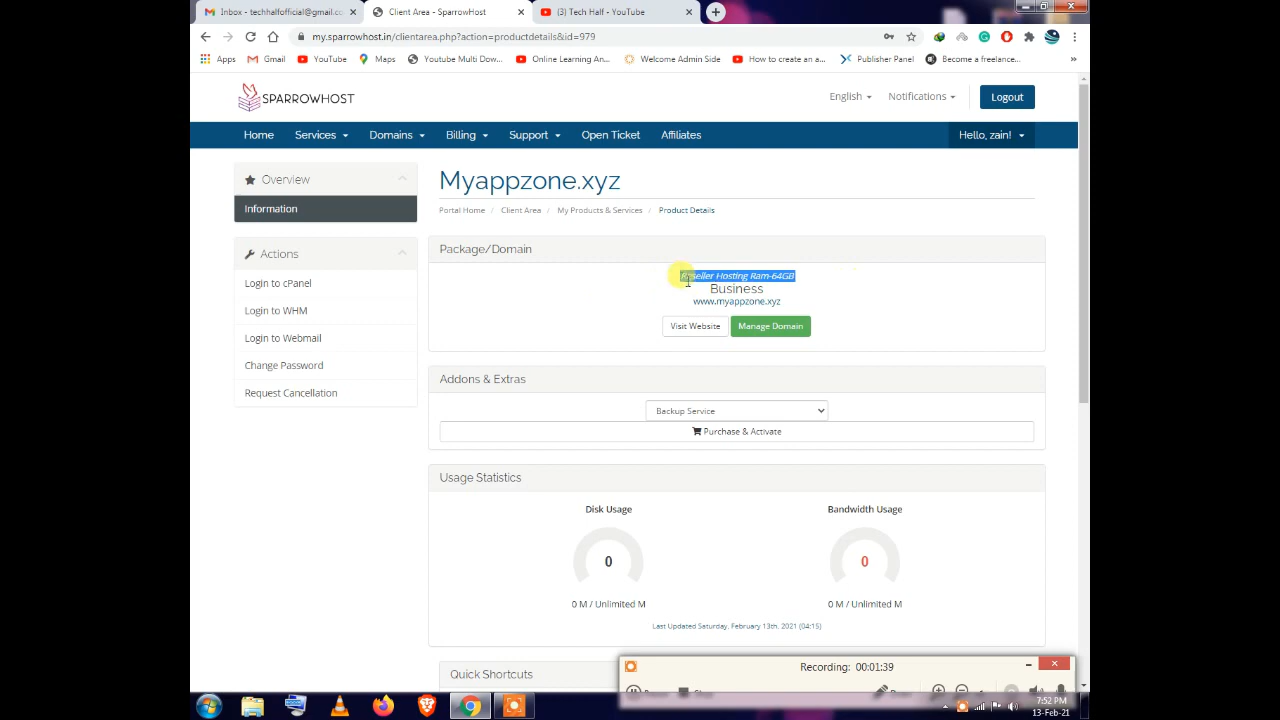 Inbox - techhalfofficial@gmail.co
Client Area - SparrowHost
(3) Tech Half - YouTube
my.sparrowhost.in/clientarea.php?action=productdetails&id=979
Apps
Gmail
YouTube
Maps
Youtube Multi Dow...
Online Learning An...
Welcome Admin Side
How to create an a...
Publisher Panel
Become a freelance...
»
SPARROWHOST
English
Notifications
Logout
Home
Services
Domains
Billing
Support
Open Ticket
Affiliates
Hello, zain!
Overview
Information
Actions
Login to cPanel
Login to WHM
Login to Webmail
Change Password
Request Cancellation
Myappzone.xyz
Portal Home / Client Area / My Products & Services / Product Details
Package/Domain
Reseller Hosting Ram-64GB
Business
www.myappzone.xyz
Visit Website
Manage Domain
Addons & Extras
Backup Service
Purchase & Activate
Usage Statistics
Disk Usage
Bandwidth Usage
0
0
0 M / Unlimited M
0 M / Unlimited M
Last Updated Saturday, February 13th, 2021 (04:15)
Quick Shortcuts
Recording: 00:01:39
7:52 PM
13-Feb-21